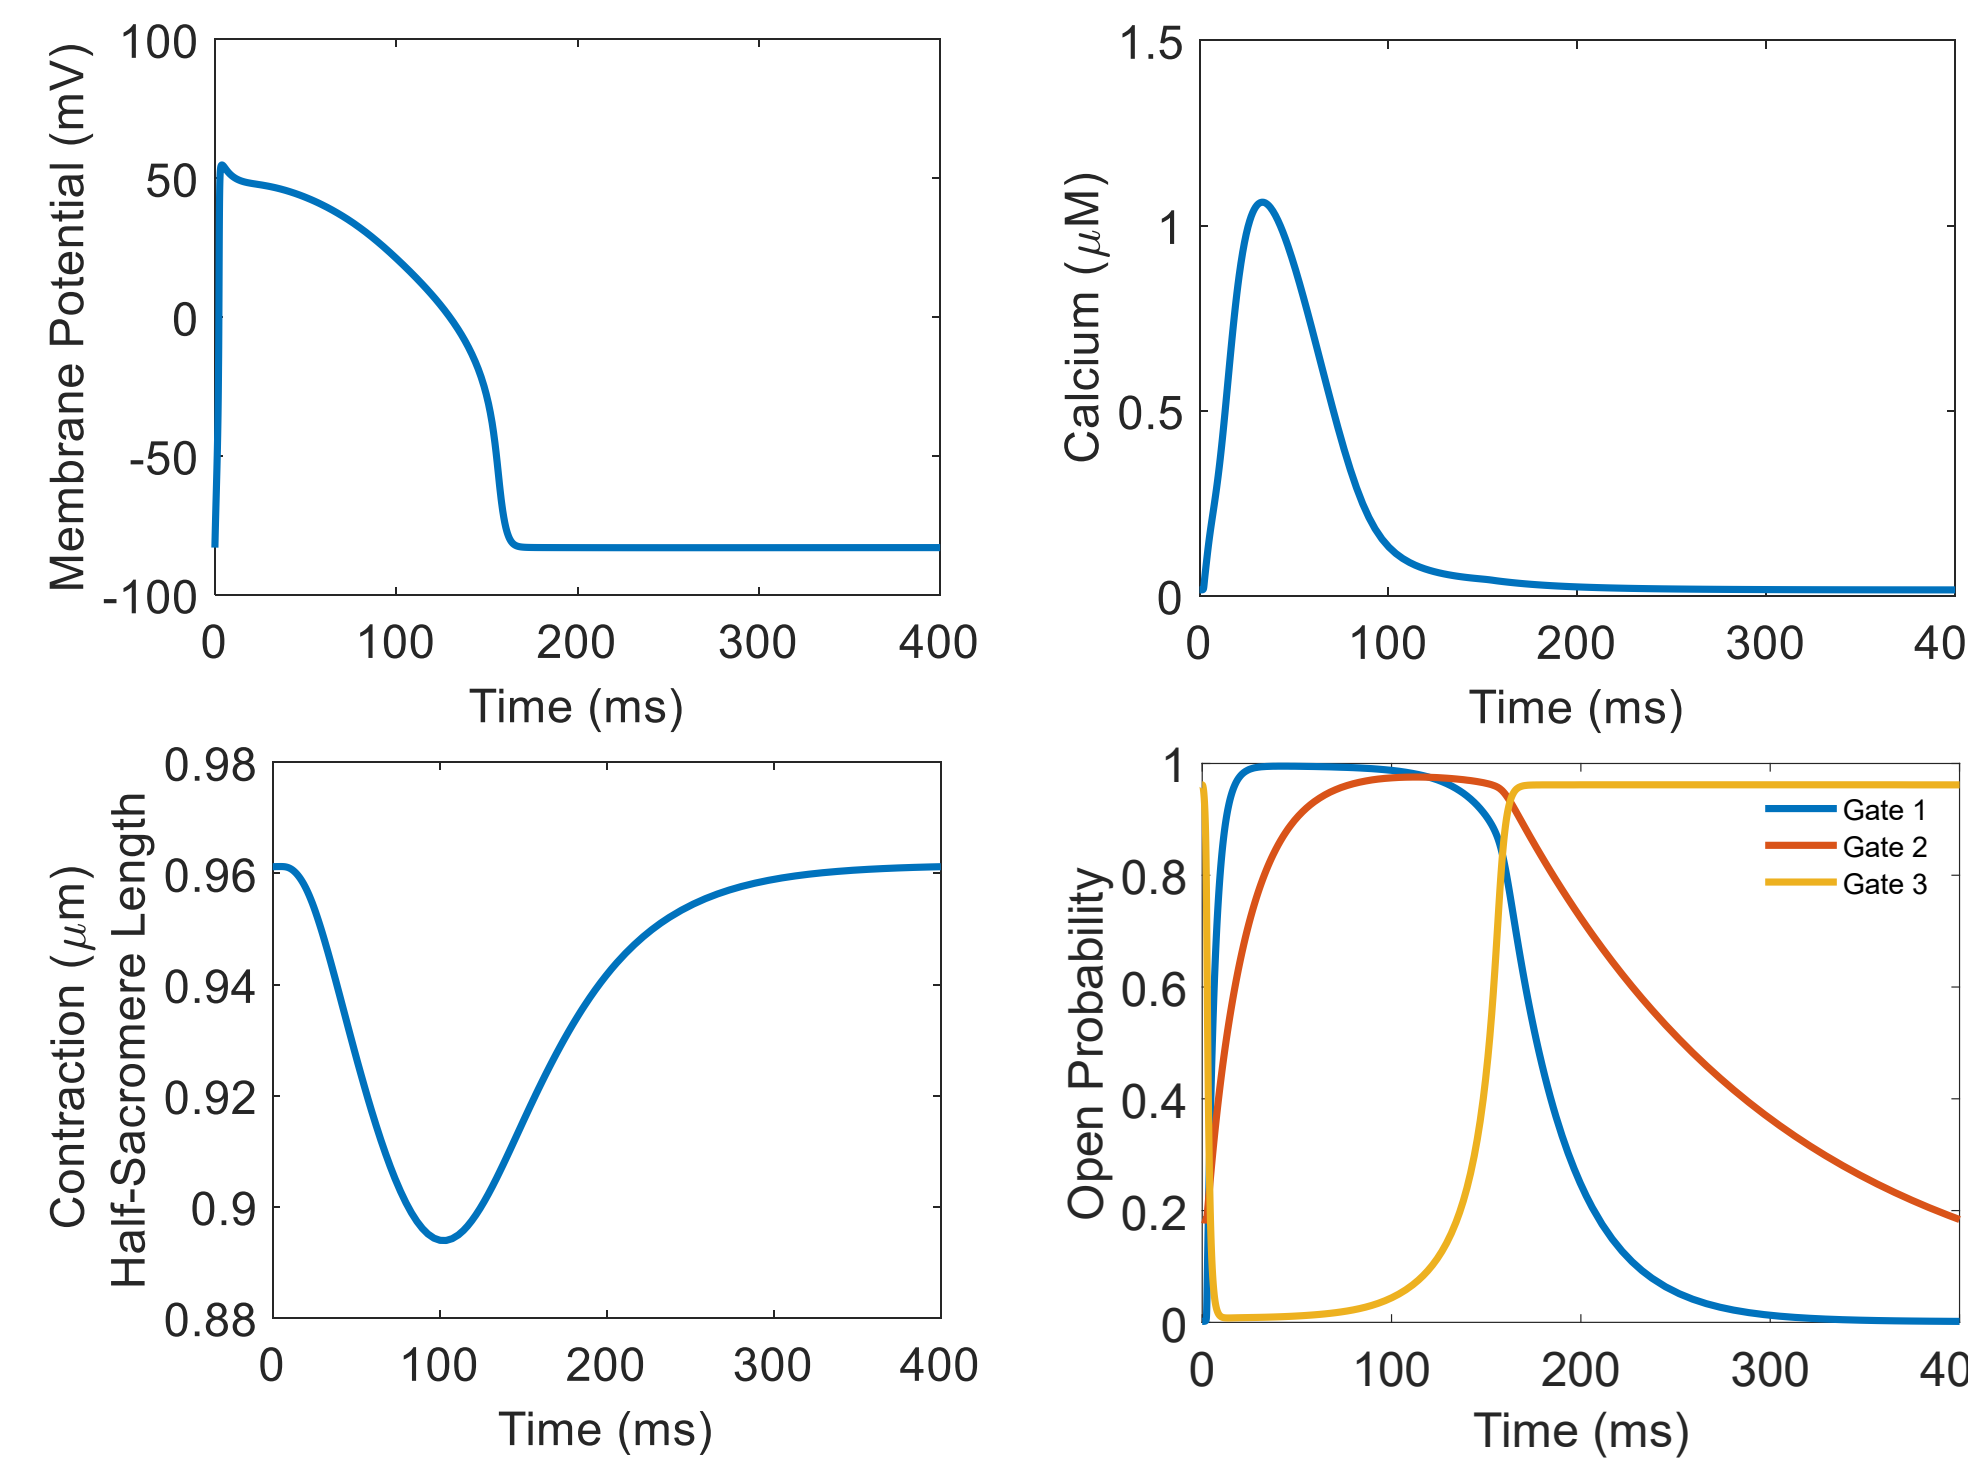 Membrane Potential (mV)
100
50
0
-50
-100
0 100 200 300 400
Time (ms)
Calcium (μM)
1.5
1
0.5
0
0 100 200 300 40
Time (ms)
Contraction (μm)
Half-Sacromere Length
0.98
0.96
0.94
0.92
0.9
0.88
0 100 200 300 400
Time (ms)
Open Probability
1
0.8
0.6
0.4
0.2
0
Gate 1
Gate 2
Gate 3
0 100 200 300 40
Time (ms)